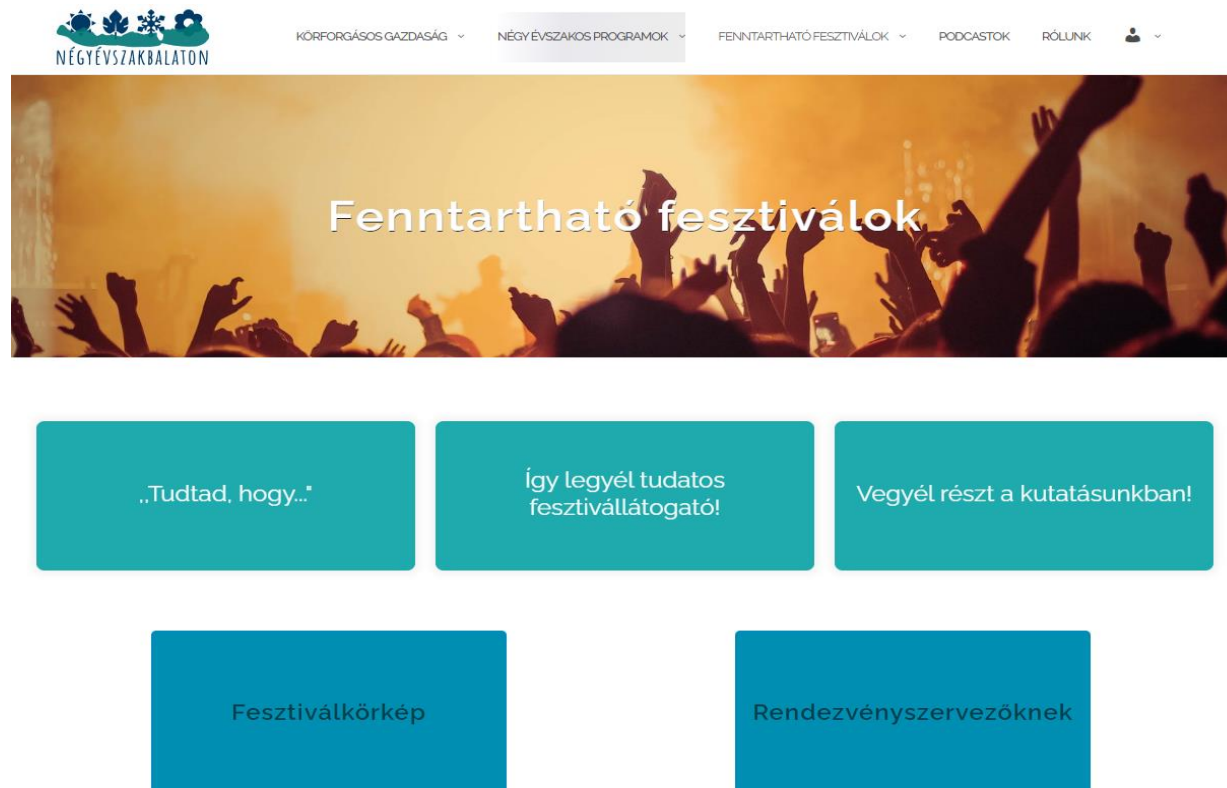 NÉGYÉVSZAKBALATON
KÖRFORGÁSOS GAZDASÁG
NÉGY ÉVSZAKOS PROGRAMOK
FENNTARTHATÓ FESZTIVÁLOK
PODCASTOK
RÓLUNK
Fenntartható fesztiválok
,,Tudtad, hogy..."
Így legyél tudatos
fesztivállátogató!
Vegyél részt a kutatásunkban!
Fesztiválkörkép
Rendezvényszervezőknek